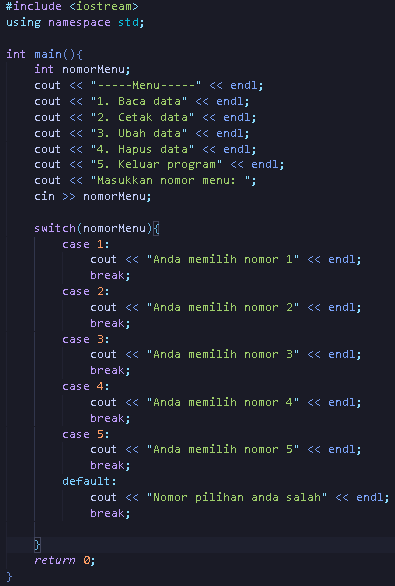 #include <iostream>
using namespace std;

int main(){
    int nomorMenu;
    cout << "-----Menu-----" << endl;
    cout << "1. Baca data" << endl;
    cout << "2. Cetak data" << endl;
    cout << "3. Ubah data" << endl;
    cout << "4. Hapus data" << endl;
    cout << "5. Keluar program" << endl;
    cout << "Masukkan nomor menu: ";
    cin >> nomorMenu;

    switch(nomorMenu){
        case 1:
            cout << "Anda memilih nomor 1" << endl;
            break;
        case 2:
            cout << "Anda memilih nomor 2" << endl;
            break;
        case 3:
            cout << "Anda memilih nomor 3" << endl;
            break;
        case 4:
            cout << "Anda memilih nomor 4" << endl;
            break;
        case 5:
            cout << "Anda memilih nomor 5" << endl;
            break;
        default:
            cout << "Nomor pilihan anda salah" << endl;
            break;

    }
    return 0;
}